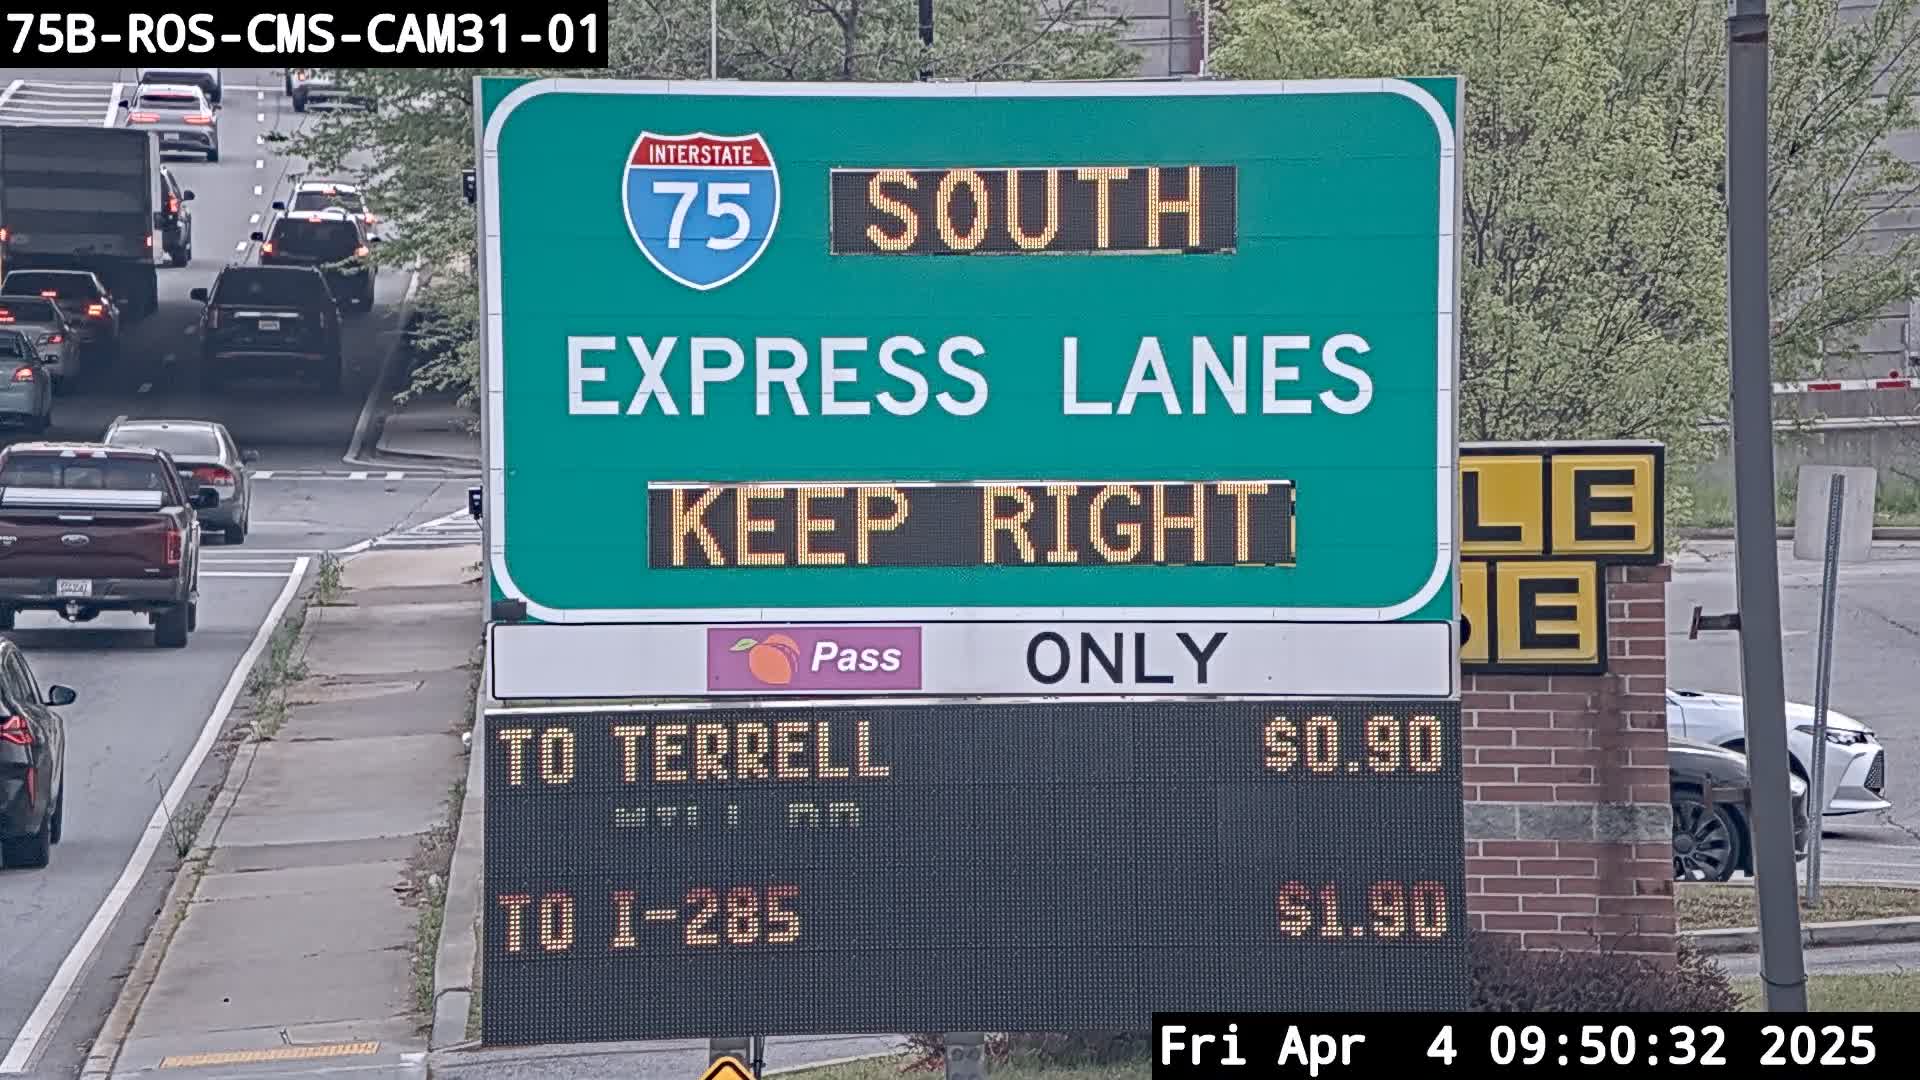 75B-ROS-CMS-CAM31-01
INTERSTATE
75
SOUTH
EXPRESS LANES
KEEP RIGHT
Pass ONLY
TO TERRELL $0.90
TO I-285 $1.90
LE
E
Fri Apr 4 09:50:32 2025